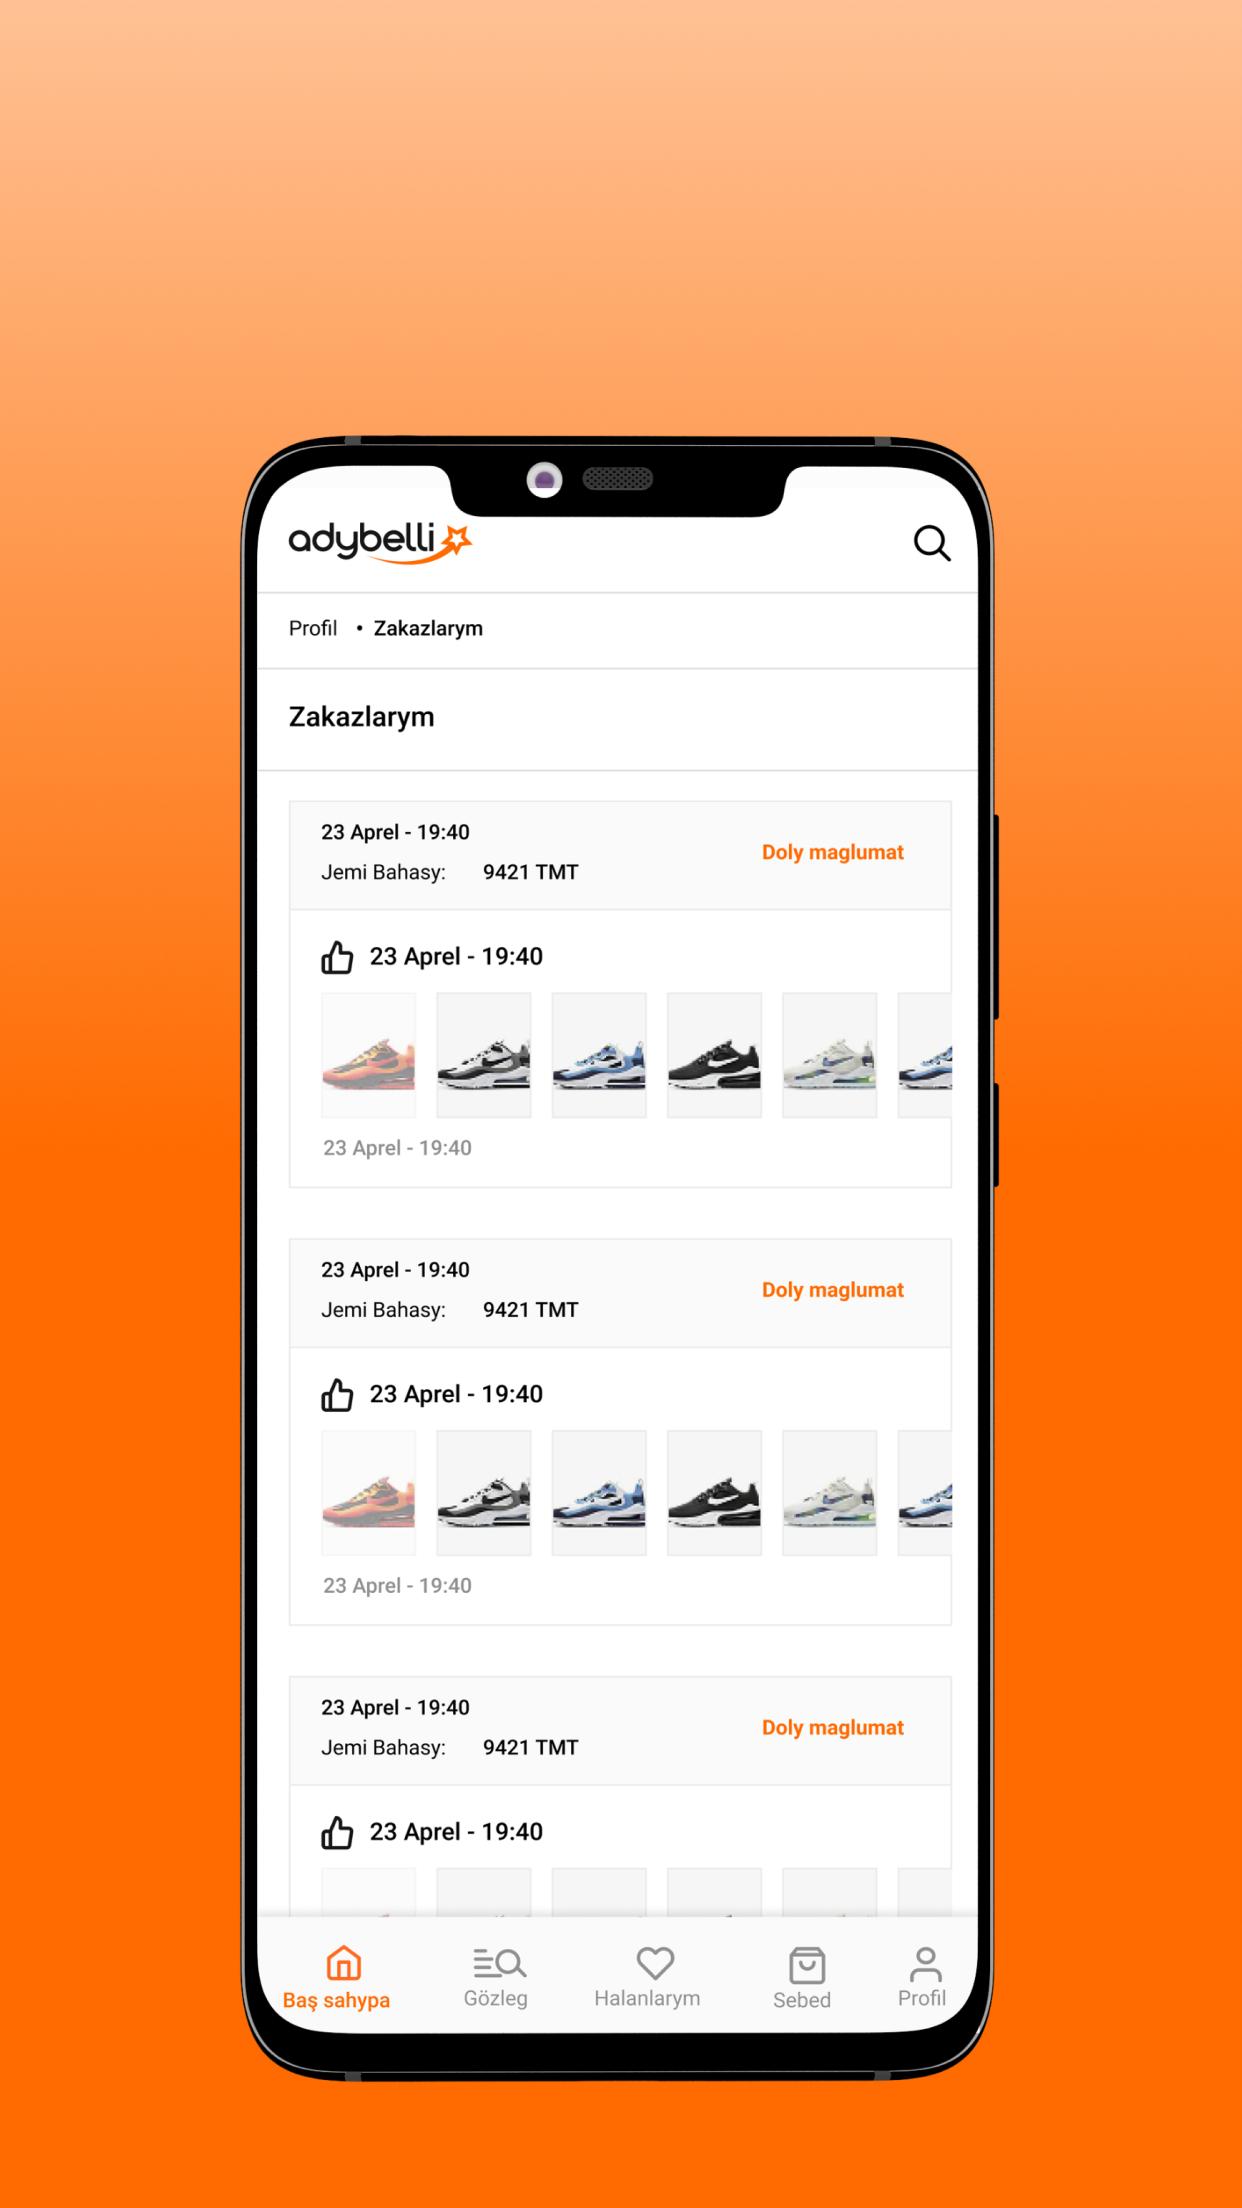 adybelli
Profil • Zakazlarym
Zakazlarym
23 Aprel - 19:40
Jemi Bahasy: 9421 TMT
Doly maglumat
23 Aprel - 19:40
23 Aprel - 19:40
23 Aprel - 19:40
Jemi Bahasy: 9421 TMT
Doly maglumat
23 Aprel - 19:40
23 Aprel - 19:40
23 Aprel - 19:40
Jemi Bahasy: 9421 TMT
Doly maglumat
23 Aprel - 19:40
Baş sahypa
Gözleg
Halanlarym
Sebed
Profil